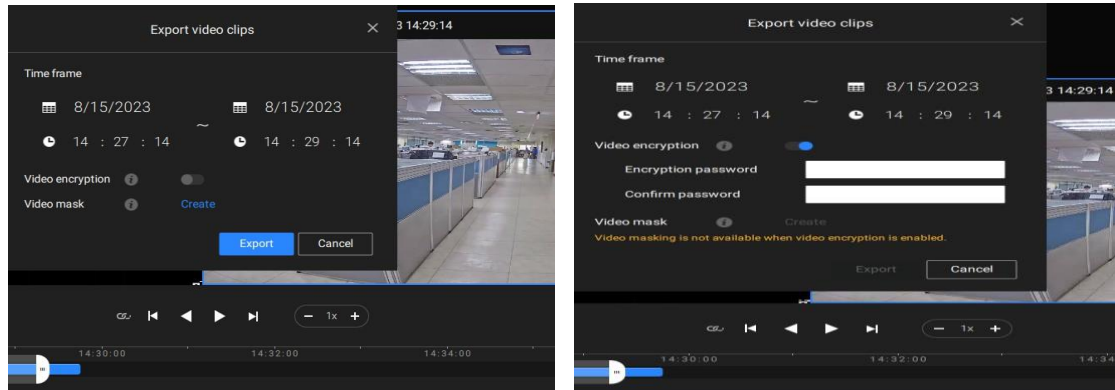 Export video clips
3 14:29:14
Time frame
8/15/2023
8/15/2023
~
14 : 27 : 14
14 : 29 : 14
Video encryption
Video mask
Create
Export
Cancel
1x
14:30:00
14:32:00
14:34:00
Export video clips
Time frame
8/15/2023
8/15/2023
3 14:29:14
~
14 : 27 : 14
14 : 29 : 14
Video encryption
Encryption password
Confirm password
Video mask
Create
Video masking is not available when video encryption is enabled.
Export
Cancel
1x
14:30:00
14:32:00
14:34